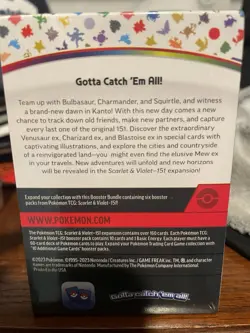 Gotta Catch 'Em All!
Team up with Bulbasaur, Charmander, and Squirtle, and witness
a brand-new dawn in Kanto! With this new day comes a new
chance to track down old friends, make new partners, and capture
every last one of the original 151. Discover the extraordinary
Venusaur ex, Charizard ex, and Blastoise ex in special cards with
captivating illustrations, and explore the cities and countryside
of a reinvigorated land—you might even find the elusive Mew ex
in your travels. New adventures will unfold and new horizons
will be revealed in the Scarlet & Violet–151 expansion!
Expand your collection with this Booster Bundle containing six booster
packs from Pokémon TCG: Scarlet & Violet–151!
WWW.POKEMON.COM
The Pokémon TCG: Scarlet & Violet–151 expansion contains over 160 cards. Each Pokémon TCG:
Scarlet & Violet–151 booster pack contains 10 cards and 1 Basic Energy. Each player must have a
60-card deck of Pokémon cards to play. Expand your Pokémon Trading Card Game collection
with additional Game cards booster packs.
©2023 Pokémon. ©1995–2023 Nintendo / Creatures Inc. / GAME FREAK inc. TM, ®, and character
names are trademarks of Nintendo. Manufactured by The Pokémon Company International.
Printed in the USA.
Gotta catch 'em all!